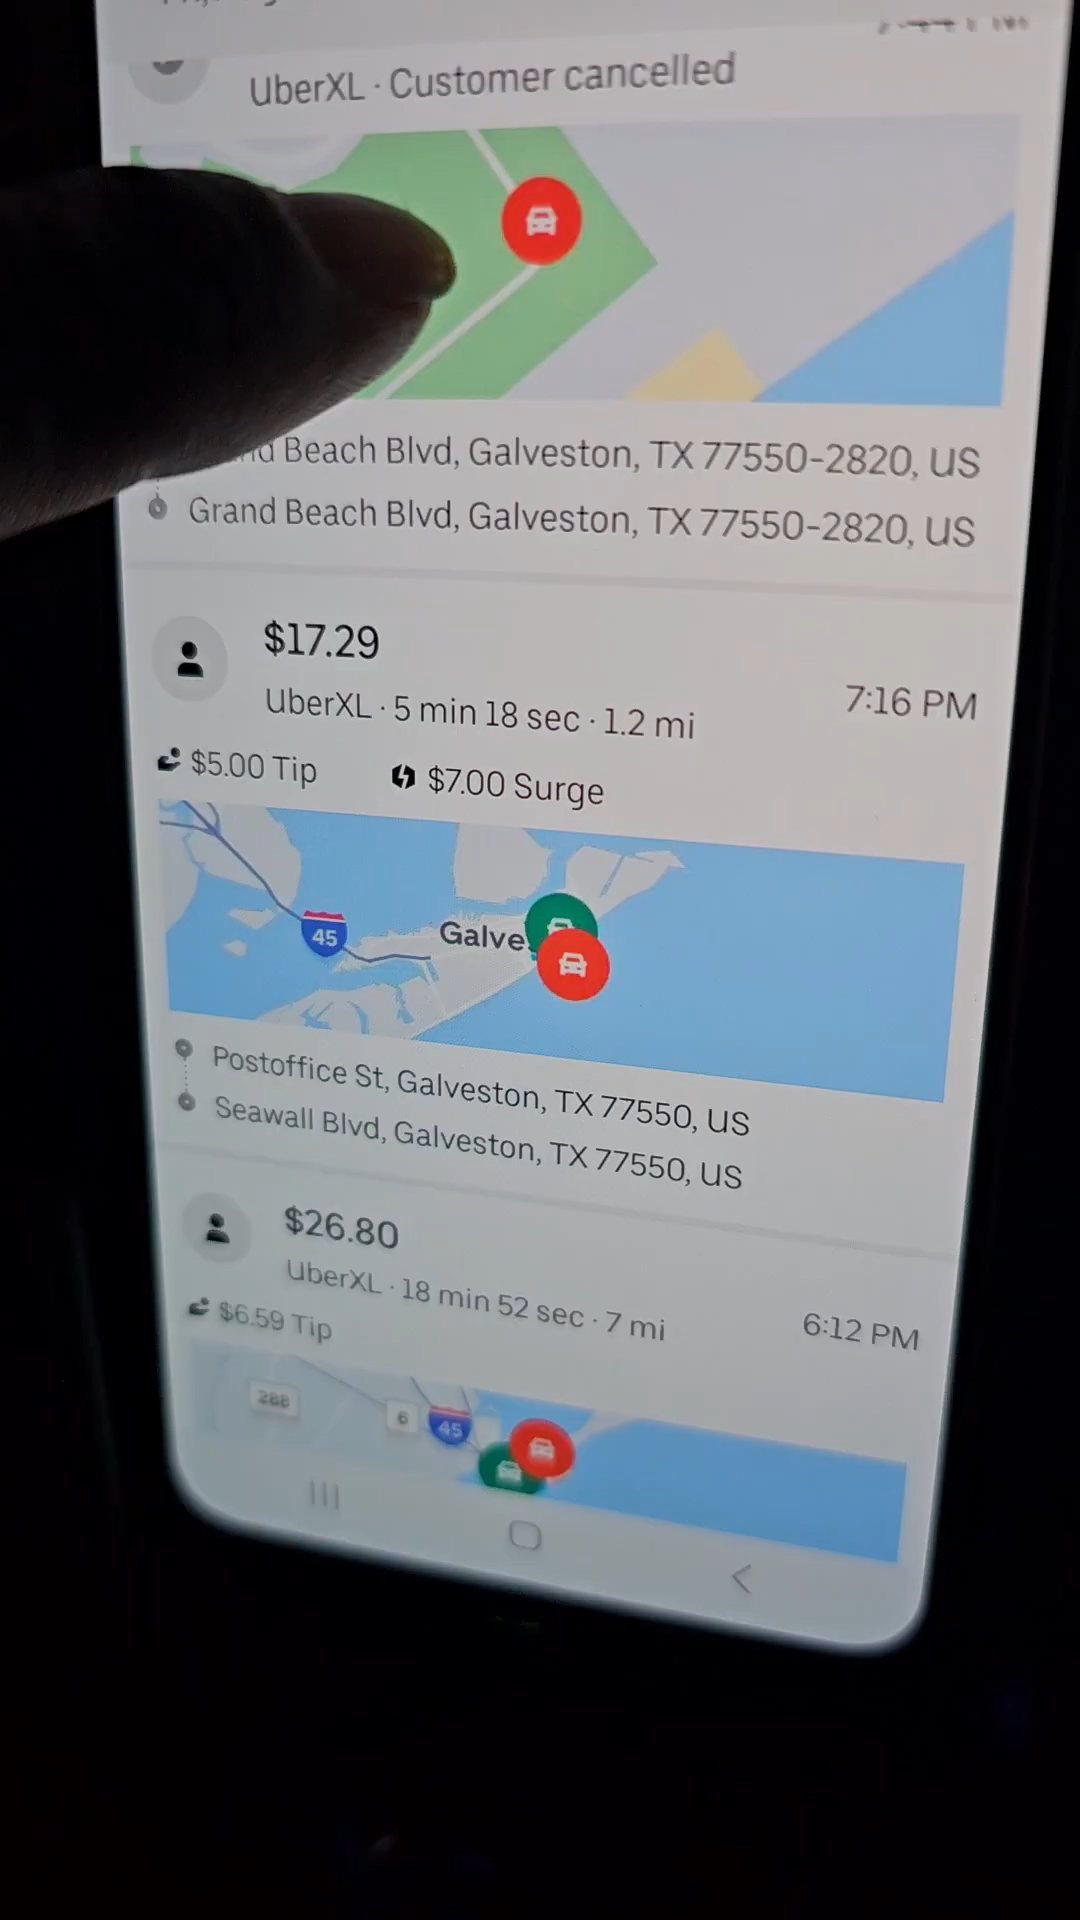 UberXL · Customer cancelled
Beach Blvd, Galveston, TX 77550-2820, US
Grand Beach Blvd, Galveston, TX 77550-2820, US
$17.29
UberXL · 5 min 18 sec · 1.2 mi
7:16 PM
$5.00 Tip
$7.00 Surge
45
Galve
Postoffice St, Galveston, TX 77550, US
Seawall Blvd, Galveston, TX 77550, US
$26.80
UberXL · 18 min 52 sec · 7 mi
6:12 PM
$6.59 Tip
288
6
45